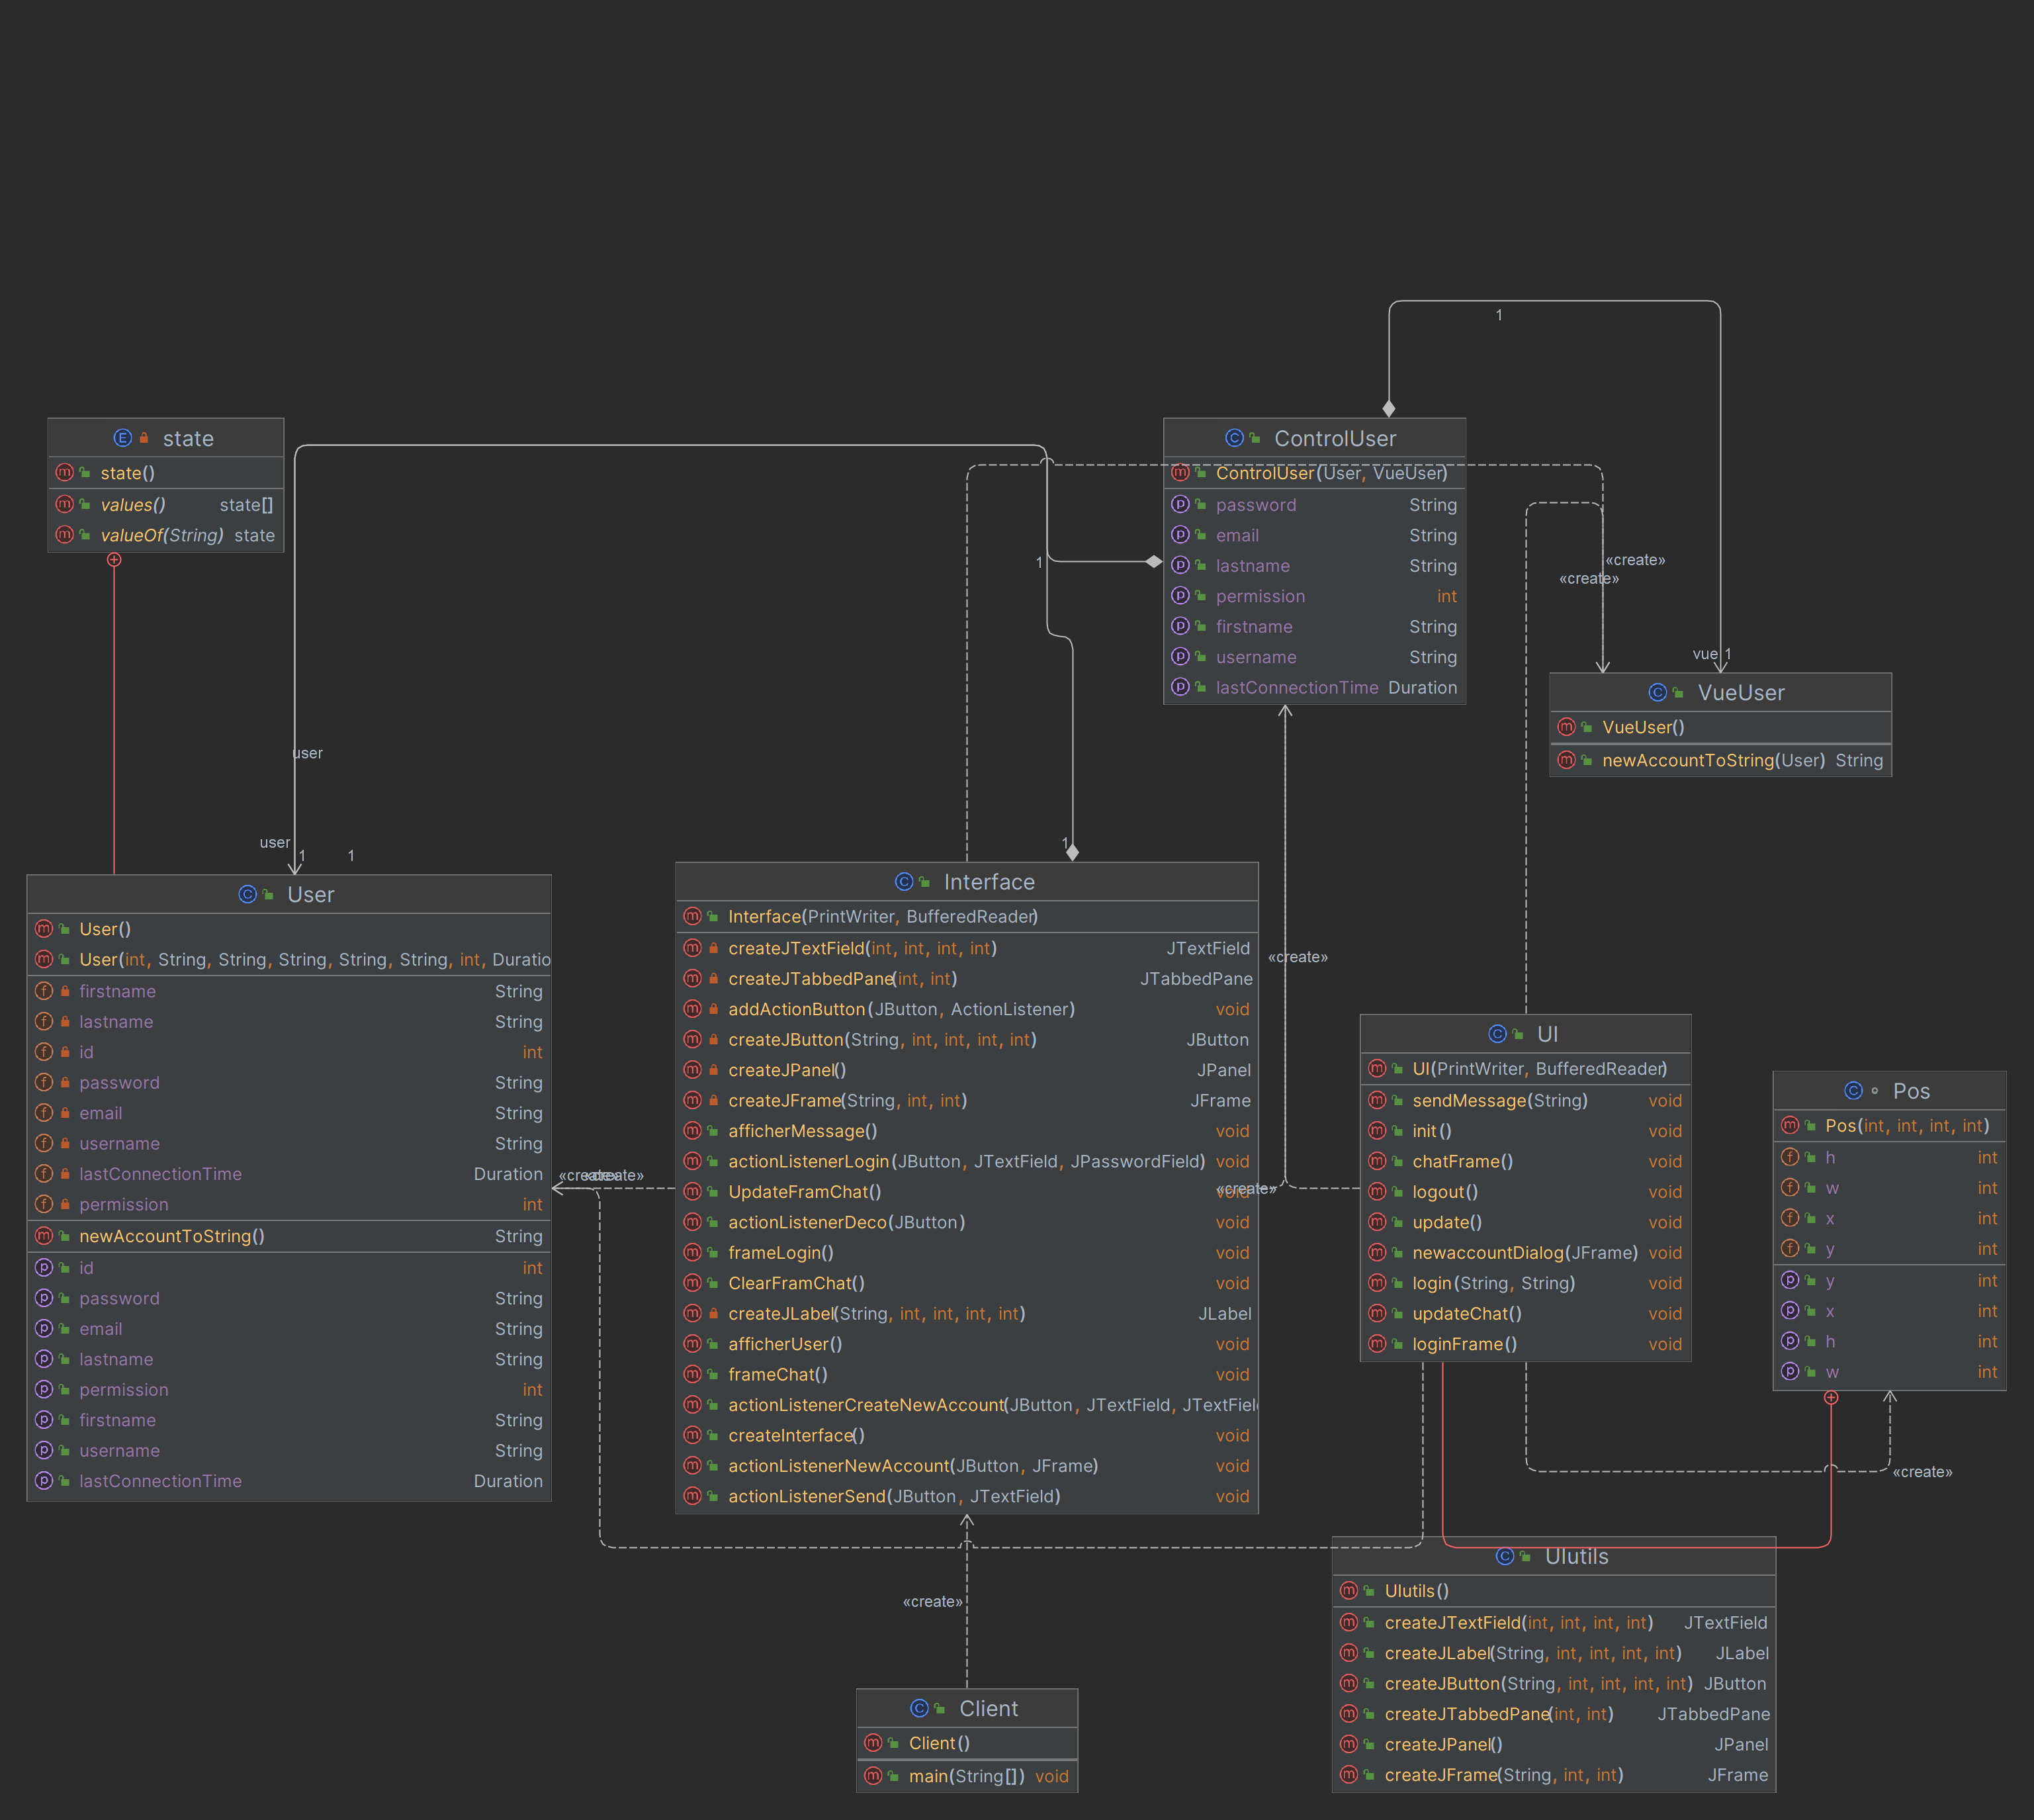 1
state
state()
values() state[]
valueOf(String) state
ControlUser
ControlUser(User, VueUser)
password String
email String
lastname String
permission int
firstname String
username String
lastConnectionTime Duration
1
«create»
«create»
vue 1
VueUser
VueUser()
newAccountToString(User) String
user
user
1
1
1
User
User()
User(int, String, String, String, String, String, int, Duratio
firstname String
lastname String
id int
password String
email String
username String
lastConnectionTime Duration
permission int
newAccountToString() String
id int
password String
email String
lastname String
permission int
firstname String
username String
lastConnectionTime Duration
«create»
«create»
Interface
Interface(PrintWriter, BufferedReader)
createJTextField(int, int, int, int) JTextField
createJTabbedPane(int, int) JTabbedPane
addActionButton(JButton, ActionListener) void
createJButton(String, int, int, int, int) JButton
createJPanel() JPanel
createJFrame(String, int, int) JFrame
afficherMessage() void
actionListenerLogin(JButton, JTextField, JPasswordField) void
UpdateFramChat() void
actionListenerDeco(JButton) void
frameLogin() void
ClearFramChat() void
createJLabel(String, int, int, int, int) JLabel
afficherUser() void
frameChat() void
actionListenerCreateNewAccount(JButton, JTextField, JTextFiel
createInterface() void
actionListenerNewAccount(JButton, JFrame) void
actionListenerSend(JButton, JTextField) void
«create»
«create»
UI
UI(PrintWriter, BufferedReader)
sendMessage(String) void
init() void
chatFrame() void
logout() void
update() void
newaccountDialog(JFrame) void
login(String, String) void
updateChat() void
loginFrame() void
Pos
Pos(int, int, int, int)
h int
w int
x int
y int
y int
x int
h int
w int
«create»
«create»
Client
Client()
main(String[]) void
UIutils
UIutils()
createJTextField(int, int, int, int) JTextField
createJLabel(String, int, int, int, int) JLabel
createJButton(String, int, int, int, int) JButton
createJTabbedPane(int, int) JTabbedPane
createJPanel() JPanel
createJFrame(String, int, int) JFrame